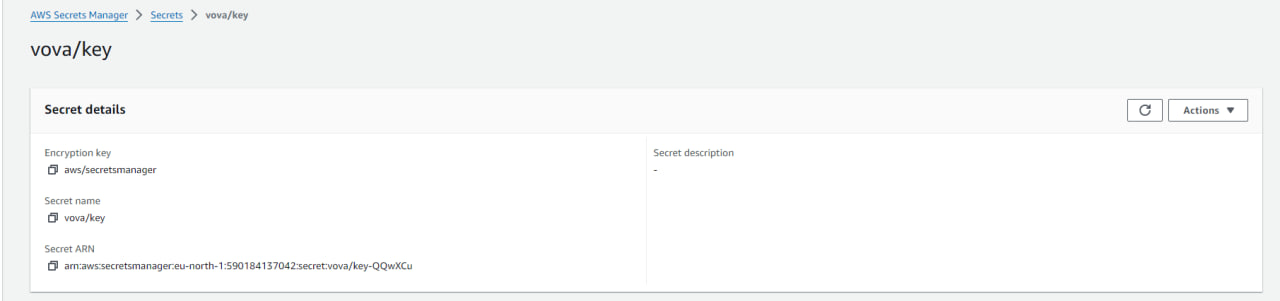 AWS Secrets Manager > Secrets > vova/key
vova/key
Secret details
Actions
Encryption key
aws/secretsmanager
Secret description
-
Secret name
vova/key
Secret ARN
arn:aws:secretsmanager:eu-north-1:590184137042:secret:vova/key-QQwXCu